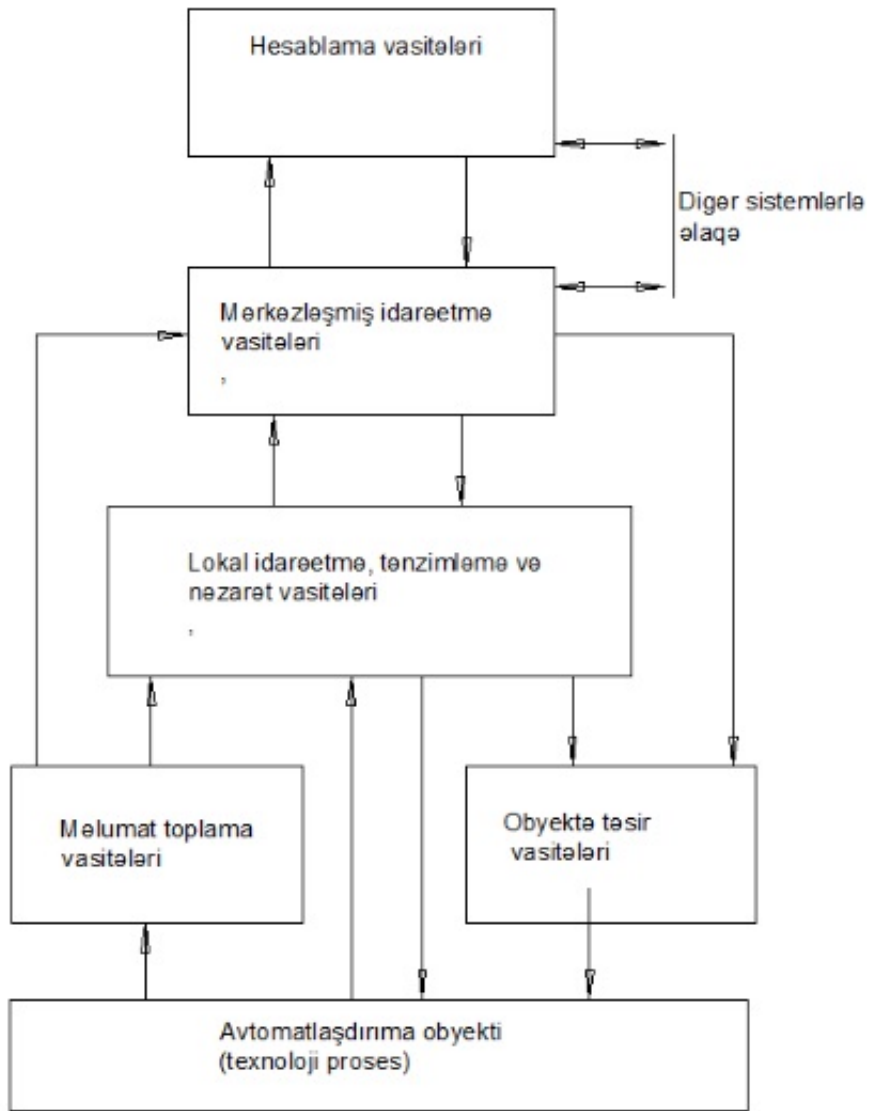 Hesablama vasitələri
Digər sistemlərlə
əlaqə
Mərkəzləşmiş idarəetmə
vasitələri
,
Lokal idarəetmə, tənzimləmə və
nəzarət vasitələri
,
Məlumat toplama
vasitələri
Obyektə təsir
vasitələri
Avtomatlaşdırıma obyekti
(texnoloji proses)